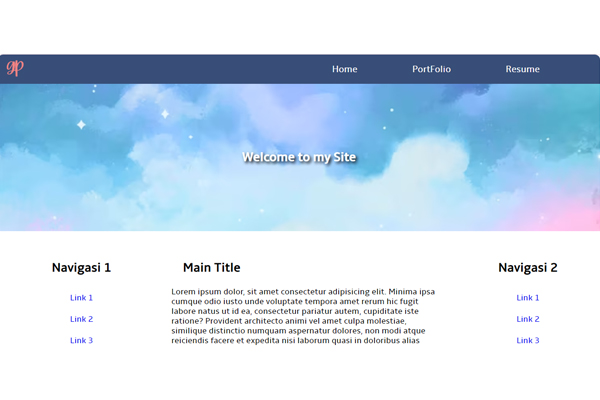 gp
Home PortFolio Resume
Welcome to my Site
Navigasi 1
Link 1
Link 2
Link 3
Main Title
Lorem ipsum dolor, sit amet consectetur adipisicing elit. Minima ipsa
cumque odio iusto unde voluptate tempora amet rerum hic fugit
labore natus ut id ea, consectetur pariatur autem, cupiditate iste
ratione? Provident architecto animi vel amet culpa molestiae,
similique distinctio numquam aspernatur dolores, non modi atque
reiciendis facere et expedita nisi laborum quasi in doloribus alias
Navigasi 2
Link 1
Link 2
Link 3